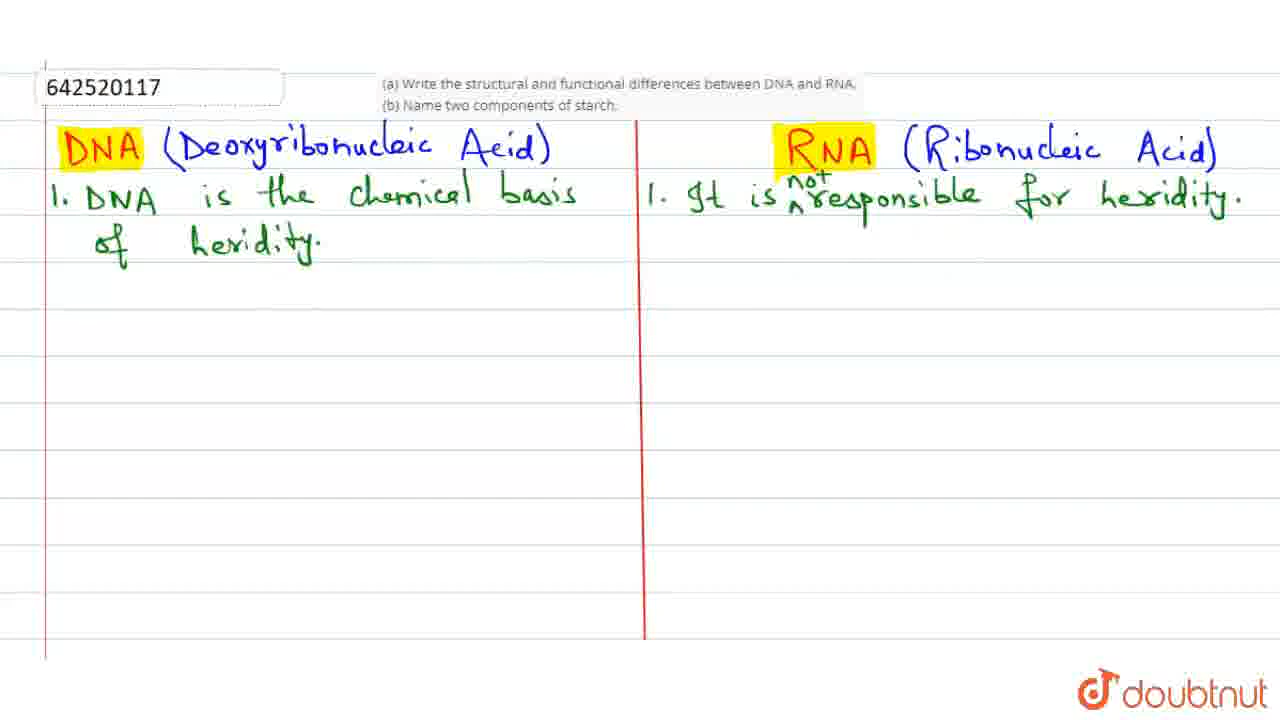 642520117
(a) Write the structural and functional differences between DNA and RNA.
(b) Name two components of starch.
DNA (Deoxyribonucleic Acid)
1. DNA is the chemical basis
of heridity.
RNA (Ribonucleic Acid)
1. It is not responsible for heridity.
doubtnut